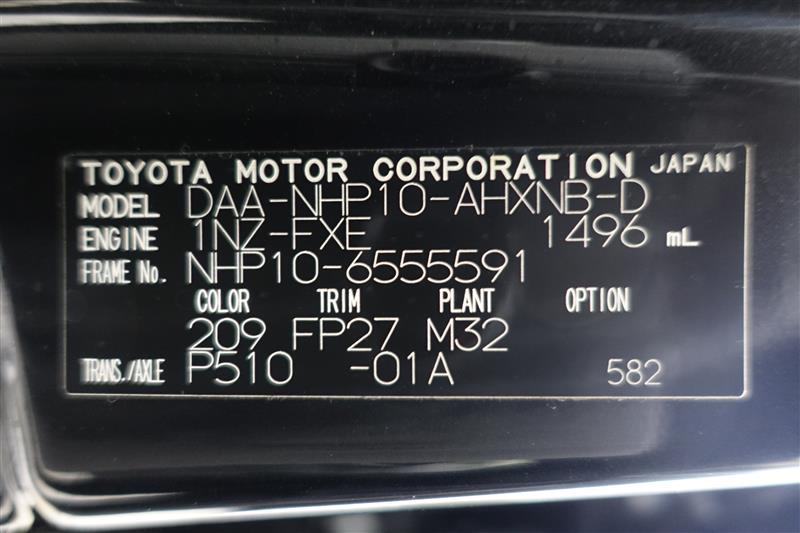 TOYOTA MOTOR CORPORATION JAPAN
MODEL DAA-NHP10-AHXNB-D
ENGINE 1NZ-FXE 1496 mL
FRAME No. NHP10-6555591
COLOR TRIM PLANT OPTION
209 FP27 M32
TRANS./AXLE P510 -01A 582